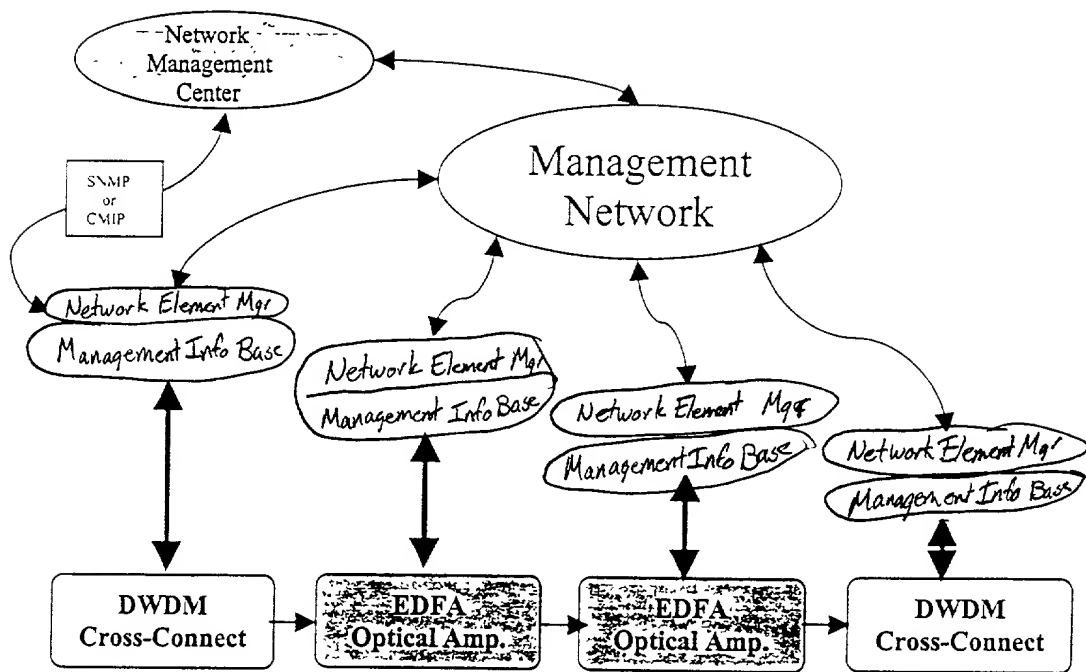 Network
Management
Center
Management
Network
SNMP
or
CMIP
Network Element Mgr
Management Info Base
Network Element Mgr
Management Info Base
Network Element Mgr
Management Info Base
Network Element Mgr
Management Info Base
DWDM
Cross-Connect
EDFA
Optical Amp.
EDFA
Optical Amp.
DWDM
Cross-Connect